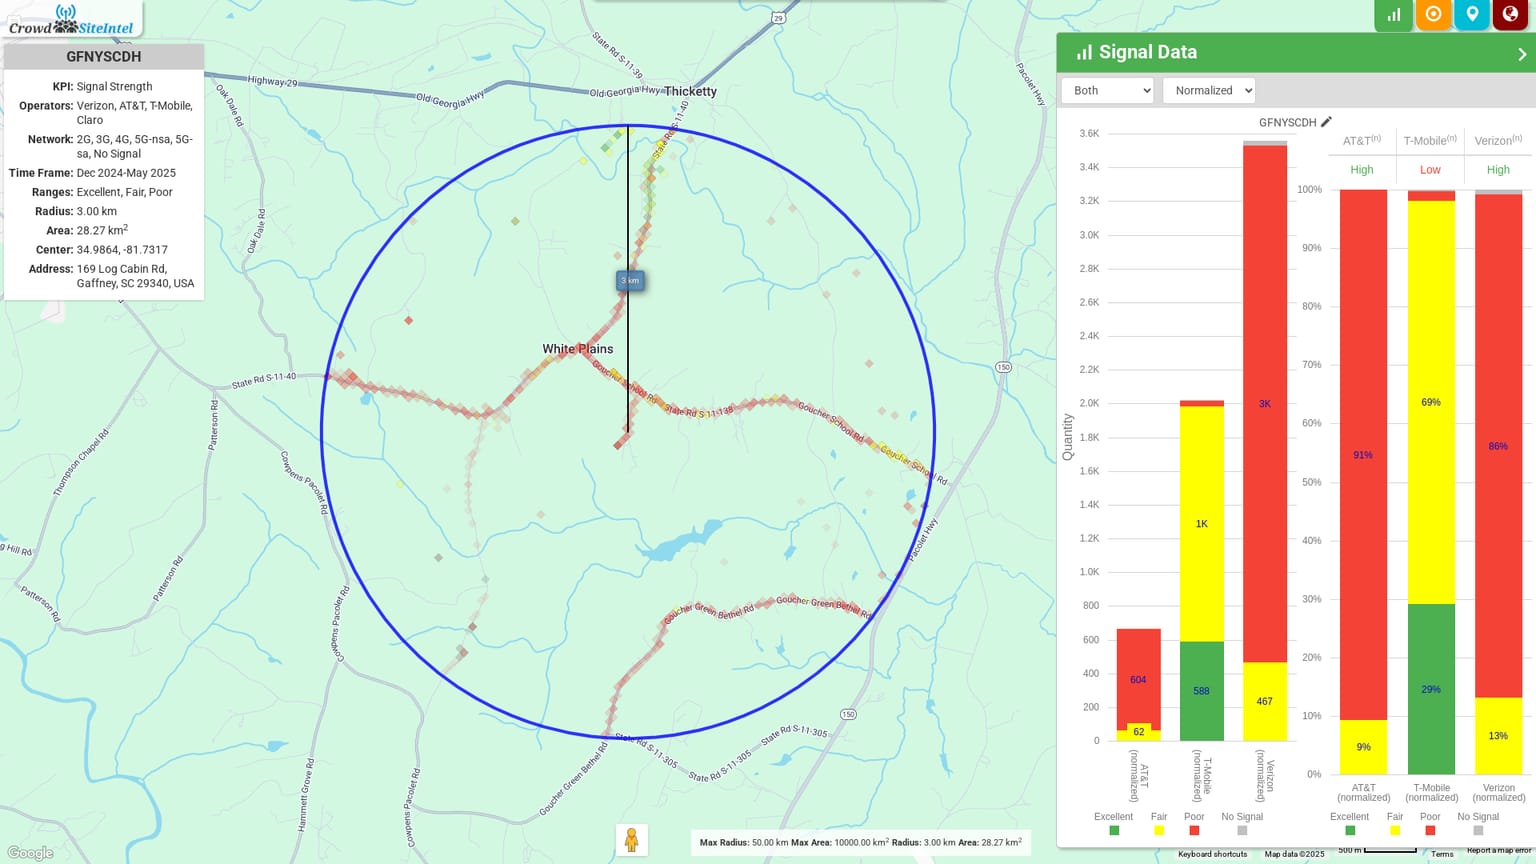 Crowd SiteIntel
GFNYSCDH
KPI: Signal Strength
Operators: Verizon, AT&T, T-Mobile,
Claro
Network: 2G, 3G, 4G, 5G-nsa, 5G-
sa, No Signal
Time Frame: Dec 2024-May 2025
Ranges: Excellent, Fair, Poor
Radius: 3.00 km
Area: 28.27 km²
Center: 34.9864, -81.7317
Address: 169 Log Cabin Rd,
Gaffney, SC 29340, USA
29
State Rd S-11-39
Pacolet Hwy
Highway-29
Old Georgia Hwy
Old Georgia Hwy
Thicketty
State Rd S-11-40
Oak Dale Rd
Oak Dale Rd
3 km
White Plains
150
State Rd S-11-40
Goucher School Rd
State Rd S-11-138
Goucher School Rd
Goucher School Rd
Patterson Rd
Thompson Chapel Rd
Cowpens Pacolet Rd
Pacolet Hwy
g Hill Rd
Patterson Rd
Patterson Rd
Cowpens Pacolet Rd
Goucher Green Bethel Rd
Goucher Green Bethel Rd
150
State Rd S-11-305
State Rd S-11-305
State Rd S-11-305
Goucher Green Bethel Rd
Hammett Grove Rd
Cowpens Pacolet Rd
Google
Max Radius: 50.00 km Max Area: 10000.00 km² Radius: 3.00 km Area: 28.27 km²
Signal Data
Both
Normalized
GFNYSCDH
Quantity
3.6K
3.4K
3.2K
3.0K
2.8K
2.6K
2.4K
2.2K
2.0K
1.8K
1.6K
1.4K
1.2K
1.0K
800
600
400
200
0
604
62
1K
588
3K
467
AT&T
(normalized)
T-Mobile
(normalized)
Verizon
(normalized)
Excellent Fair Poor No Signal
AT&T(n) T-Mobile(n) Verizon(n)
High Low High
100%
90%
80%
70%
60%
50%
40%
30%
20%
10%
0%
91%
9%
69%
29%
86%
13%
AT&T
(normalized)
T-Mobile
(normalized)
Verizon
(normalized)
Excellent Fair Poor No Signal
Keyboard shortcuts Map data ©2025 500 m Terms Report a map error